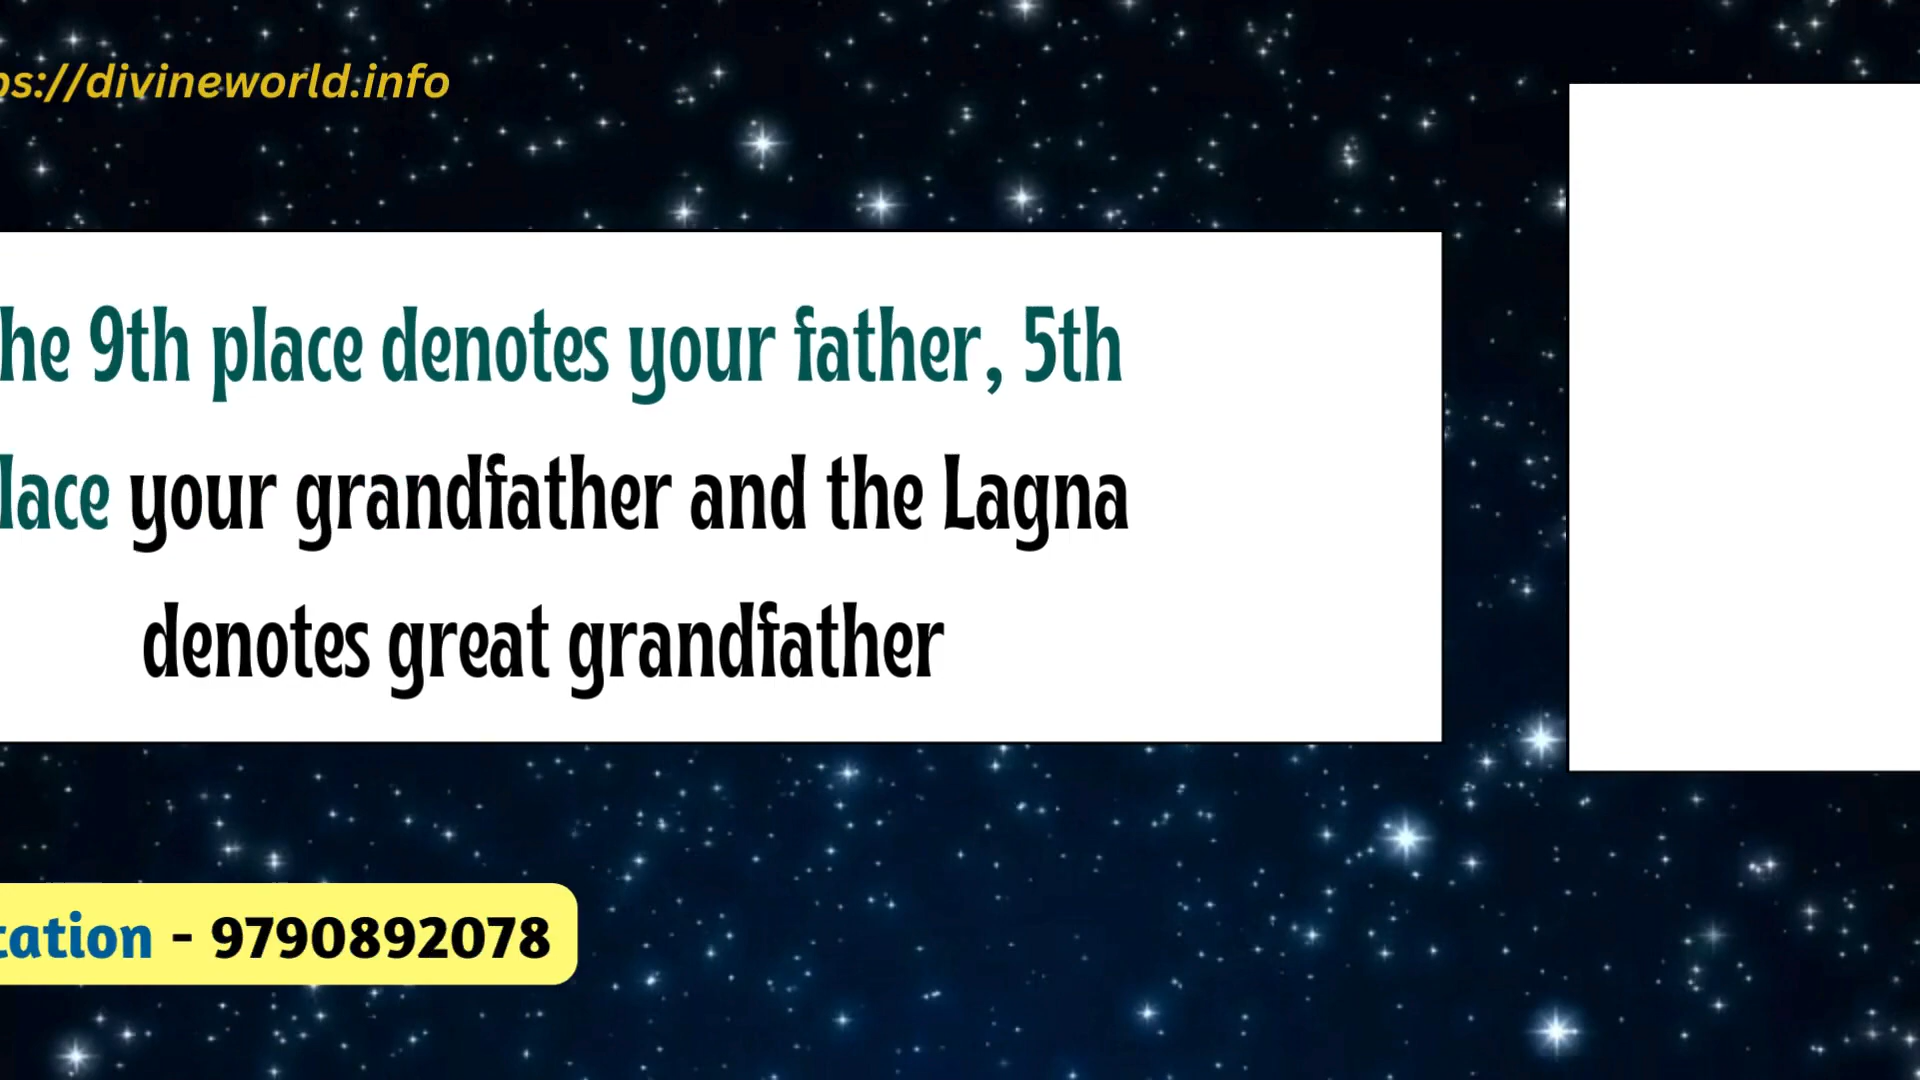 ps://divineworld.info
he 9th place denotes your father, 5th
lace your grandfather and the Lagna
denotes great grandfather
tation - 9790892078